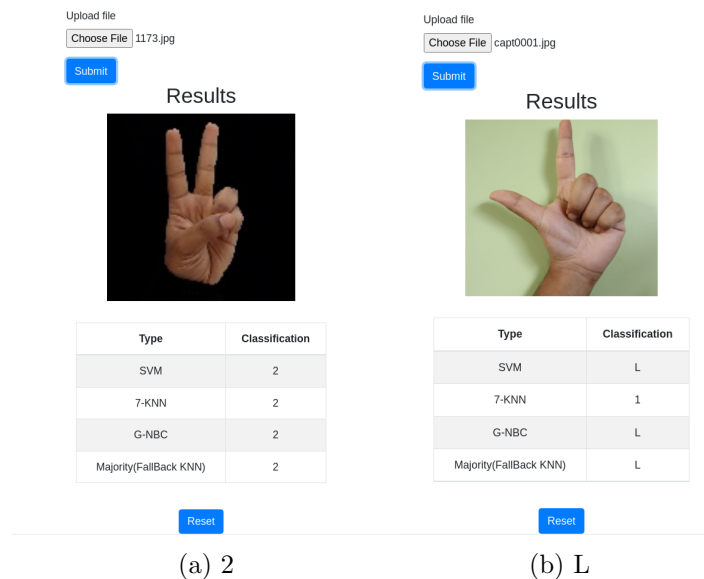 Upload file
Choose File 1173.jpg
Submit
Results
Type Classification
SVM 2
7-KNN 2
G-NBC 2
Majority(FallBack KNN) 2
Reset
(a) 2
Upload file
Choose File capt0001.jpg
Submit
Results
Type Classification
SVM L
7-KNN 1
G-NBC L
Majority(FallBack KNN) L
Reset
(b) L